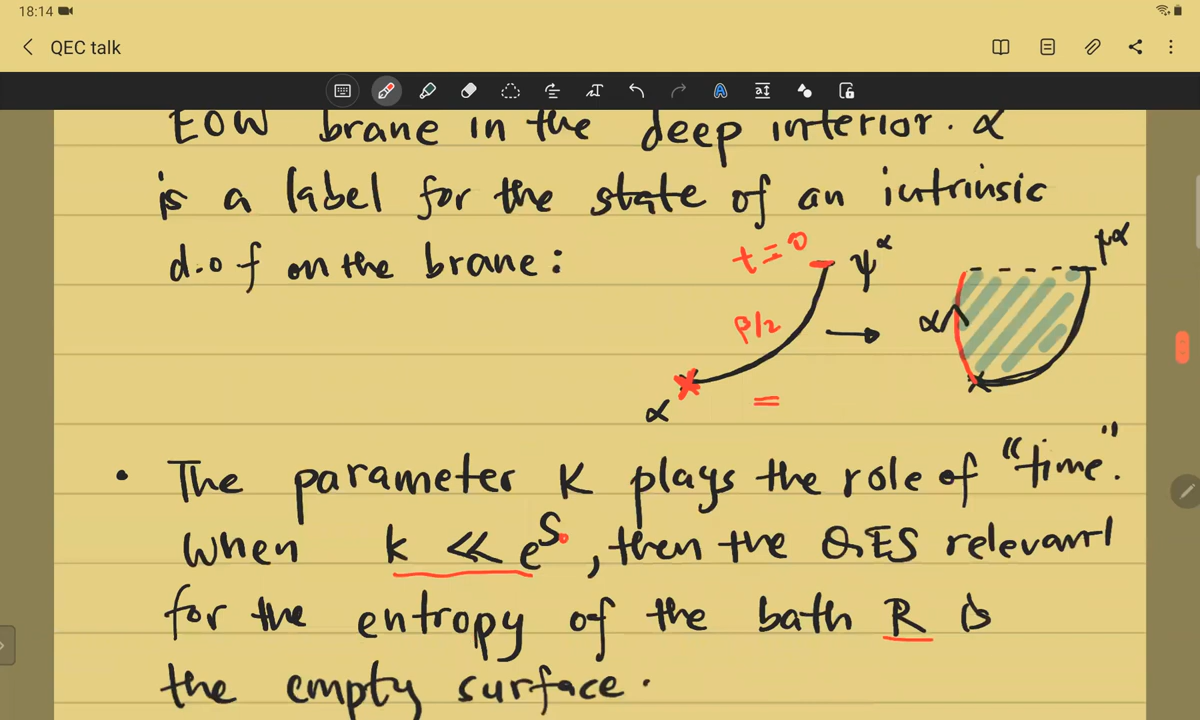 18:14
QEC talk
EOW brane in the deep interior. α
is a label for the state of an intrinsic
d.o.f on the brane:
t=0 ψ^α
ψ^α
β/2
α
α
• The parameter K plays the role of "time".
When k << e^S₀, then the QES relevant
for the entropy of the bath R is
the empty surface.